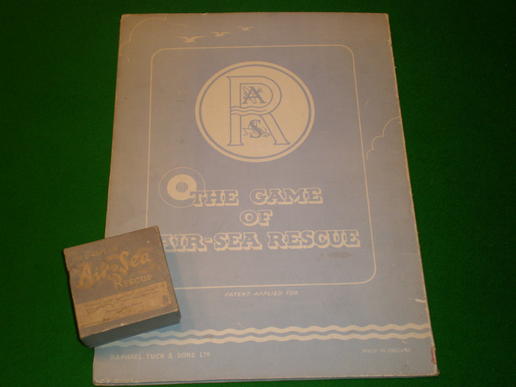 R
A
S
THE GAME
OF
AIR-SEA RESCUE
PATENT APPLIED FOR
RAPHAEL TUCK & SONS LTD
MADE IN ENGLAND
Air-Sea
RESCUE